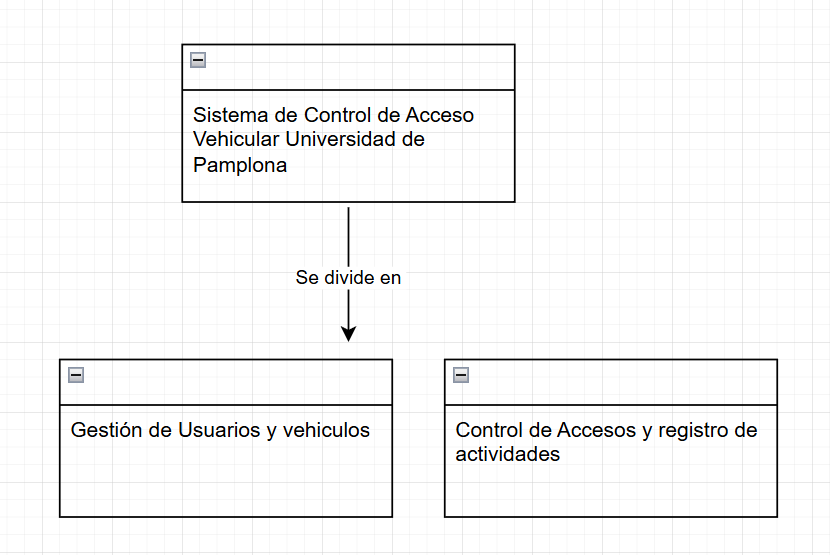 Sistema de Control de Acceso
Vehicular Universidad de
Pamplona
Se divide en
Gestión de Usuarios y vehiculos
Control de Accesos y registro de
actividades